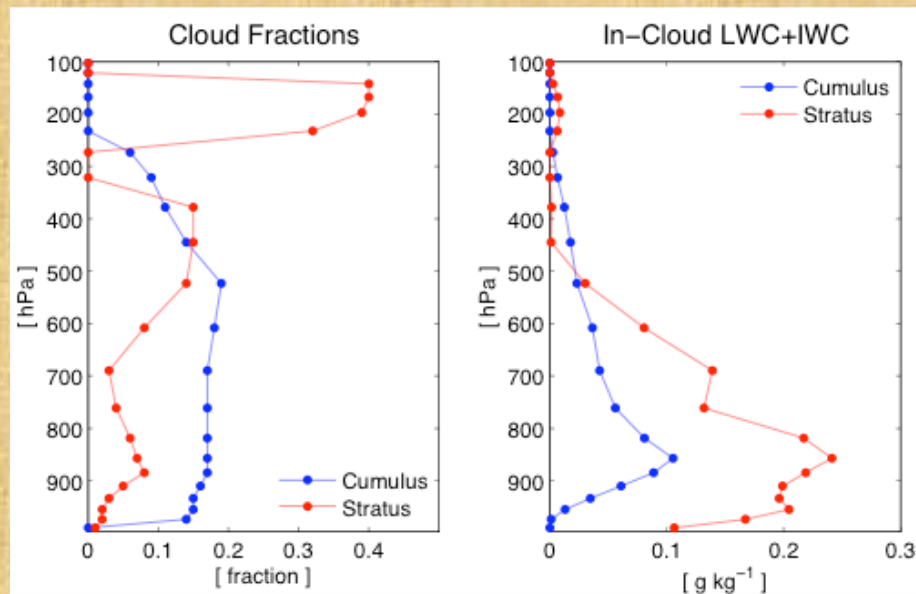 Cloud Fractions
100
200
300
400
500
600
700
800
900
[ hPa ]
0
0.1
0.2
0.3
0.4
[ fraction ]
Cumulus
Stratus
In-Cloud LWC+IWC
100
200
300
400
500
600
700
800
900
[ hPa ]
0
0.1
0.2
0.3
[ g kg⁻¹ ]
Cumulus
Stratus